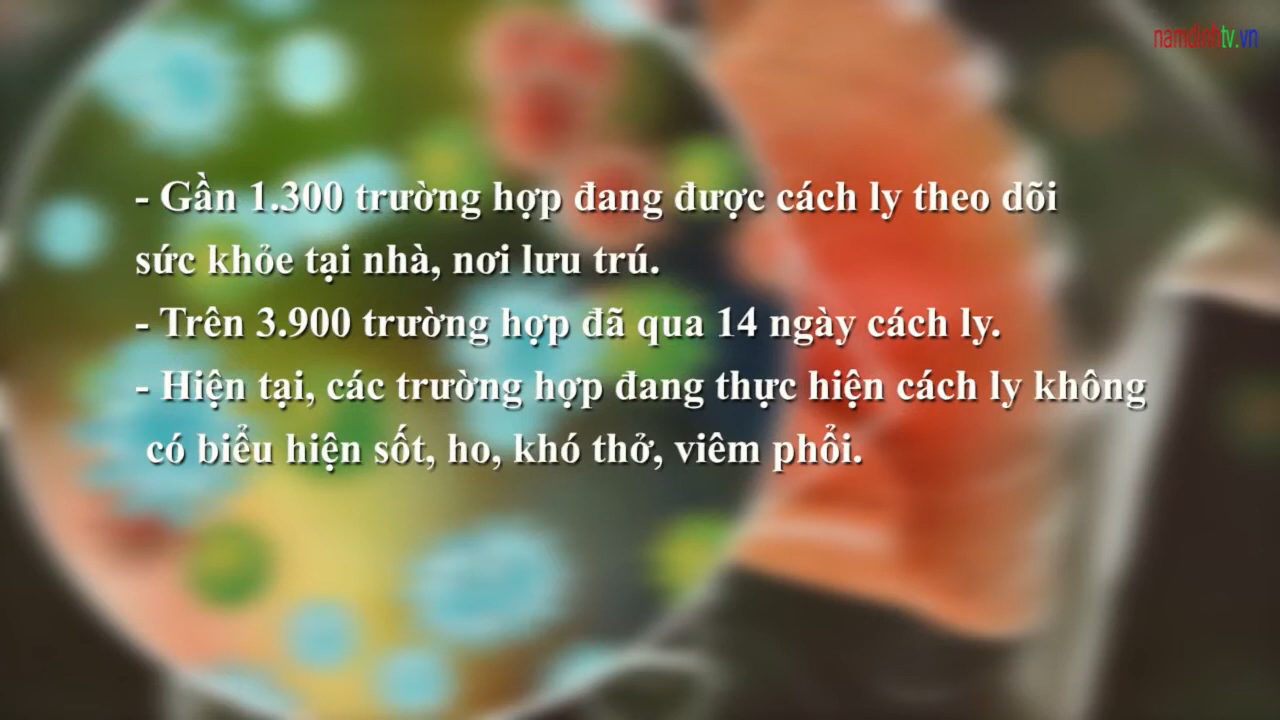 namdinhtv.vn
- Gần 1.300 trường hợp đang được cách ly theo dõi
sức khỏe tại nhà, nơi lưu trú.
- Trên 3.900 trường hợp đã qua 14 ngày cách ly.
- Hiện tại, các trường hợp đang thực hiện cách ly không
có biểu hiện sốt, ho, khó thở, viêm phổi.